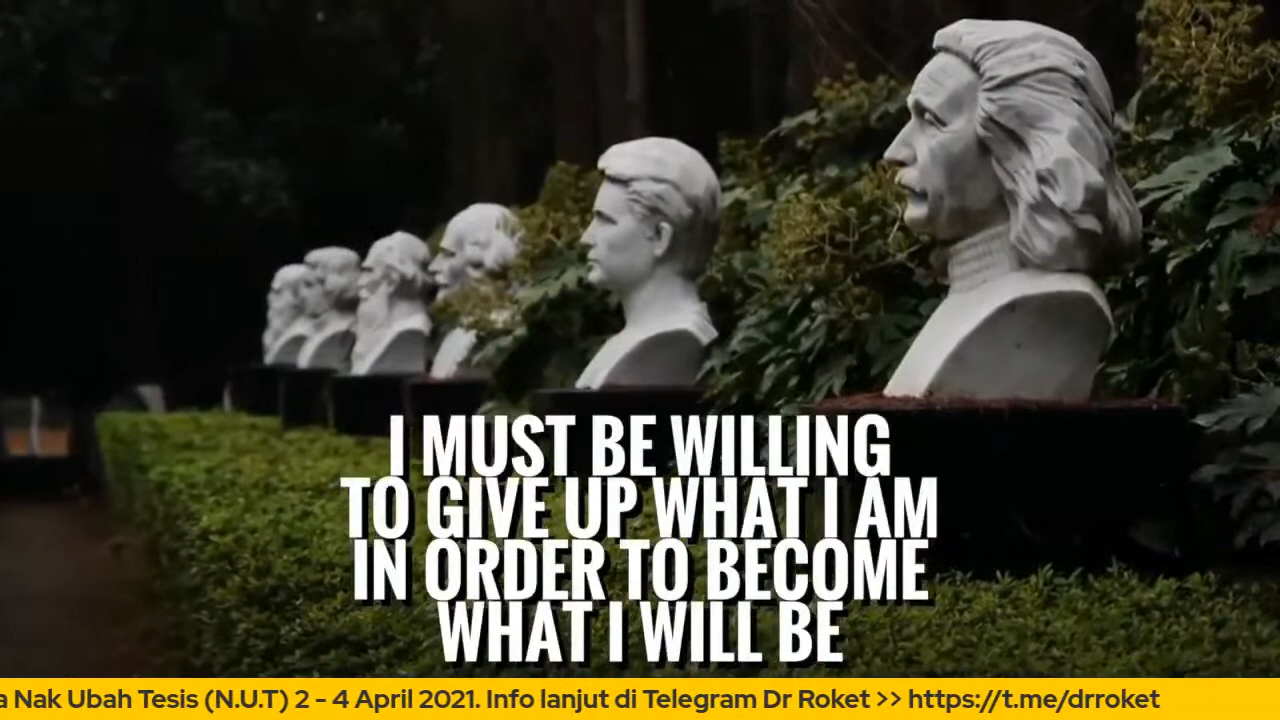 I MUST BE WILLING
TO GIVE UP WHAT I AM
IN ORDER TO BECOME
WHAT I WILL BE
a Nak Ubah Tesis (N.U.T) 2 - 4 April 2021. Info lanjut di Telegram Dr Roket >> https://t.me/drroket